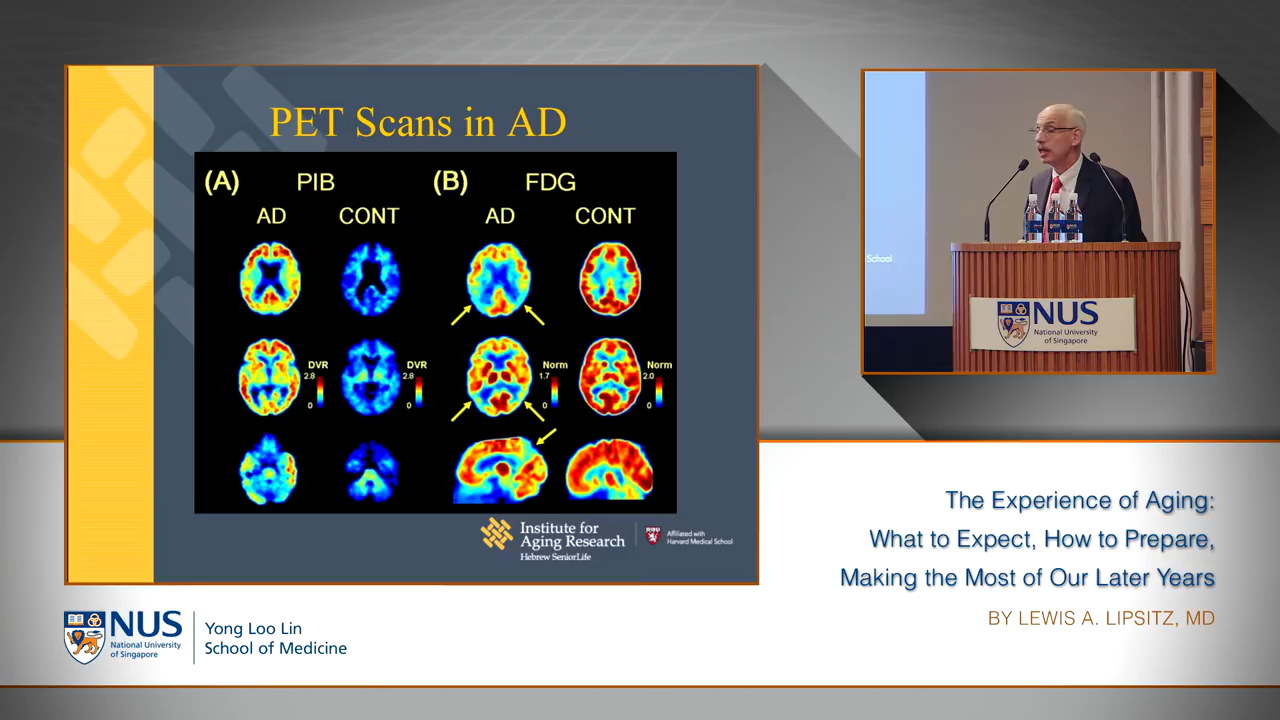 PET Scans in AD
(A) PIB (B) FDG
AD CONT AD CONT
DVR DVR Norm Norm
2.8 2.8 1.7 2.0
0 0 0 0
Institute for
Aging Research
Hebrew SeniorLife
Affiliated with
Harvard Medical School
School
NUS
National University
of Singapore
The Experience of Aging:
What to Expect, How to Prepare,
Making the Most of Our Later Years
BY LEWIS A. LIPSITZ, MD
NUS
National University
of Singapore
Yong Loo Lin
School of Medicine